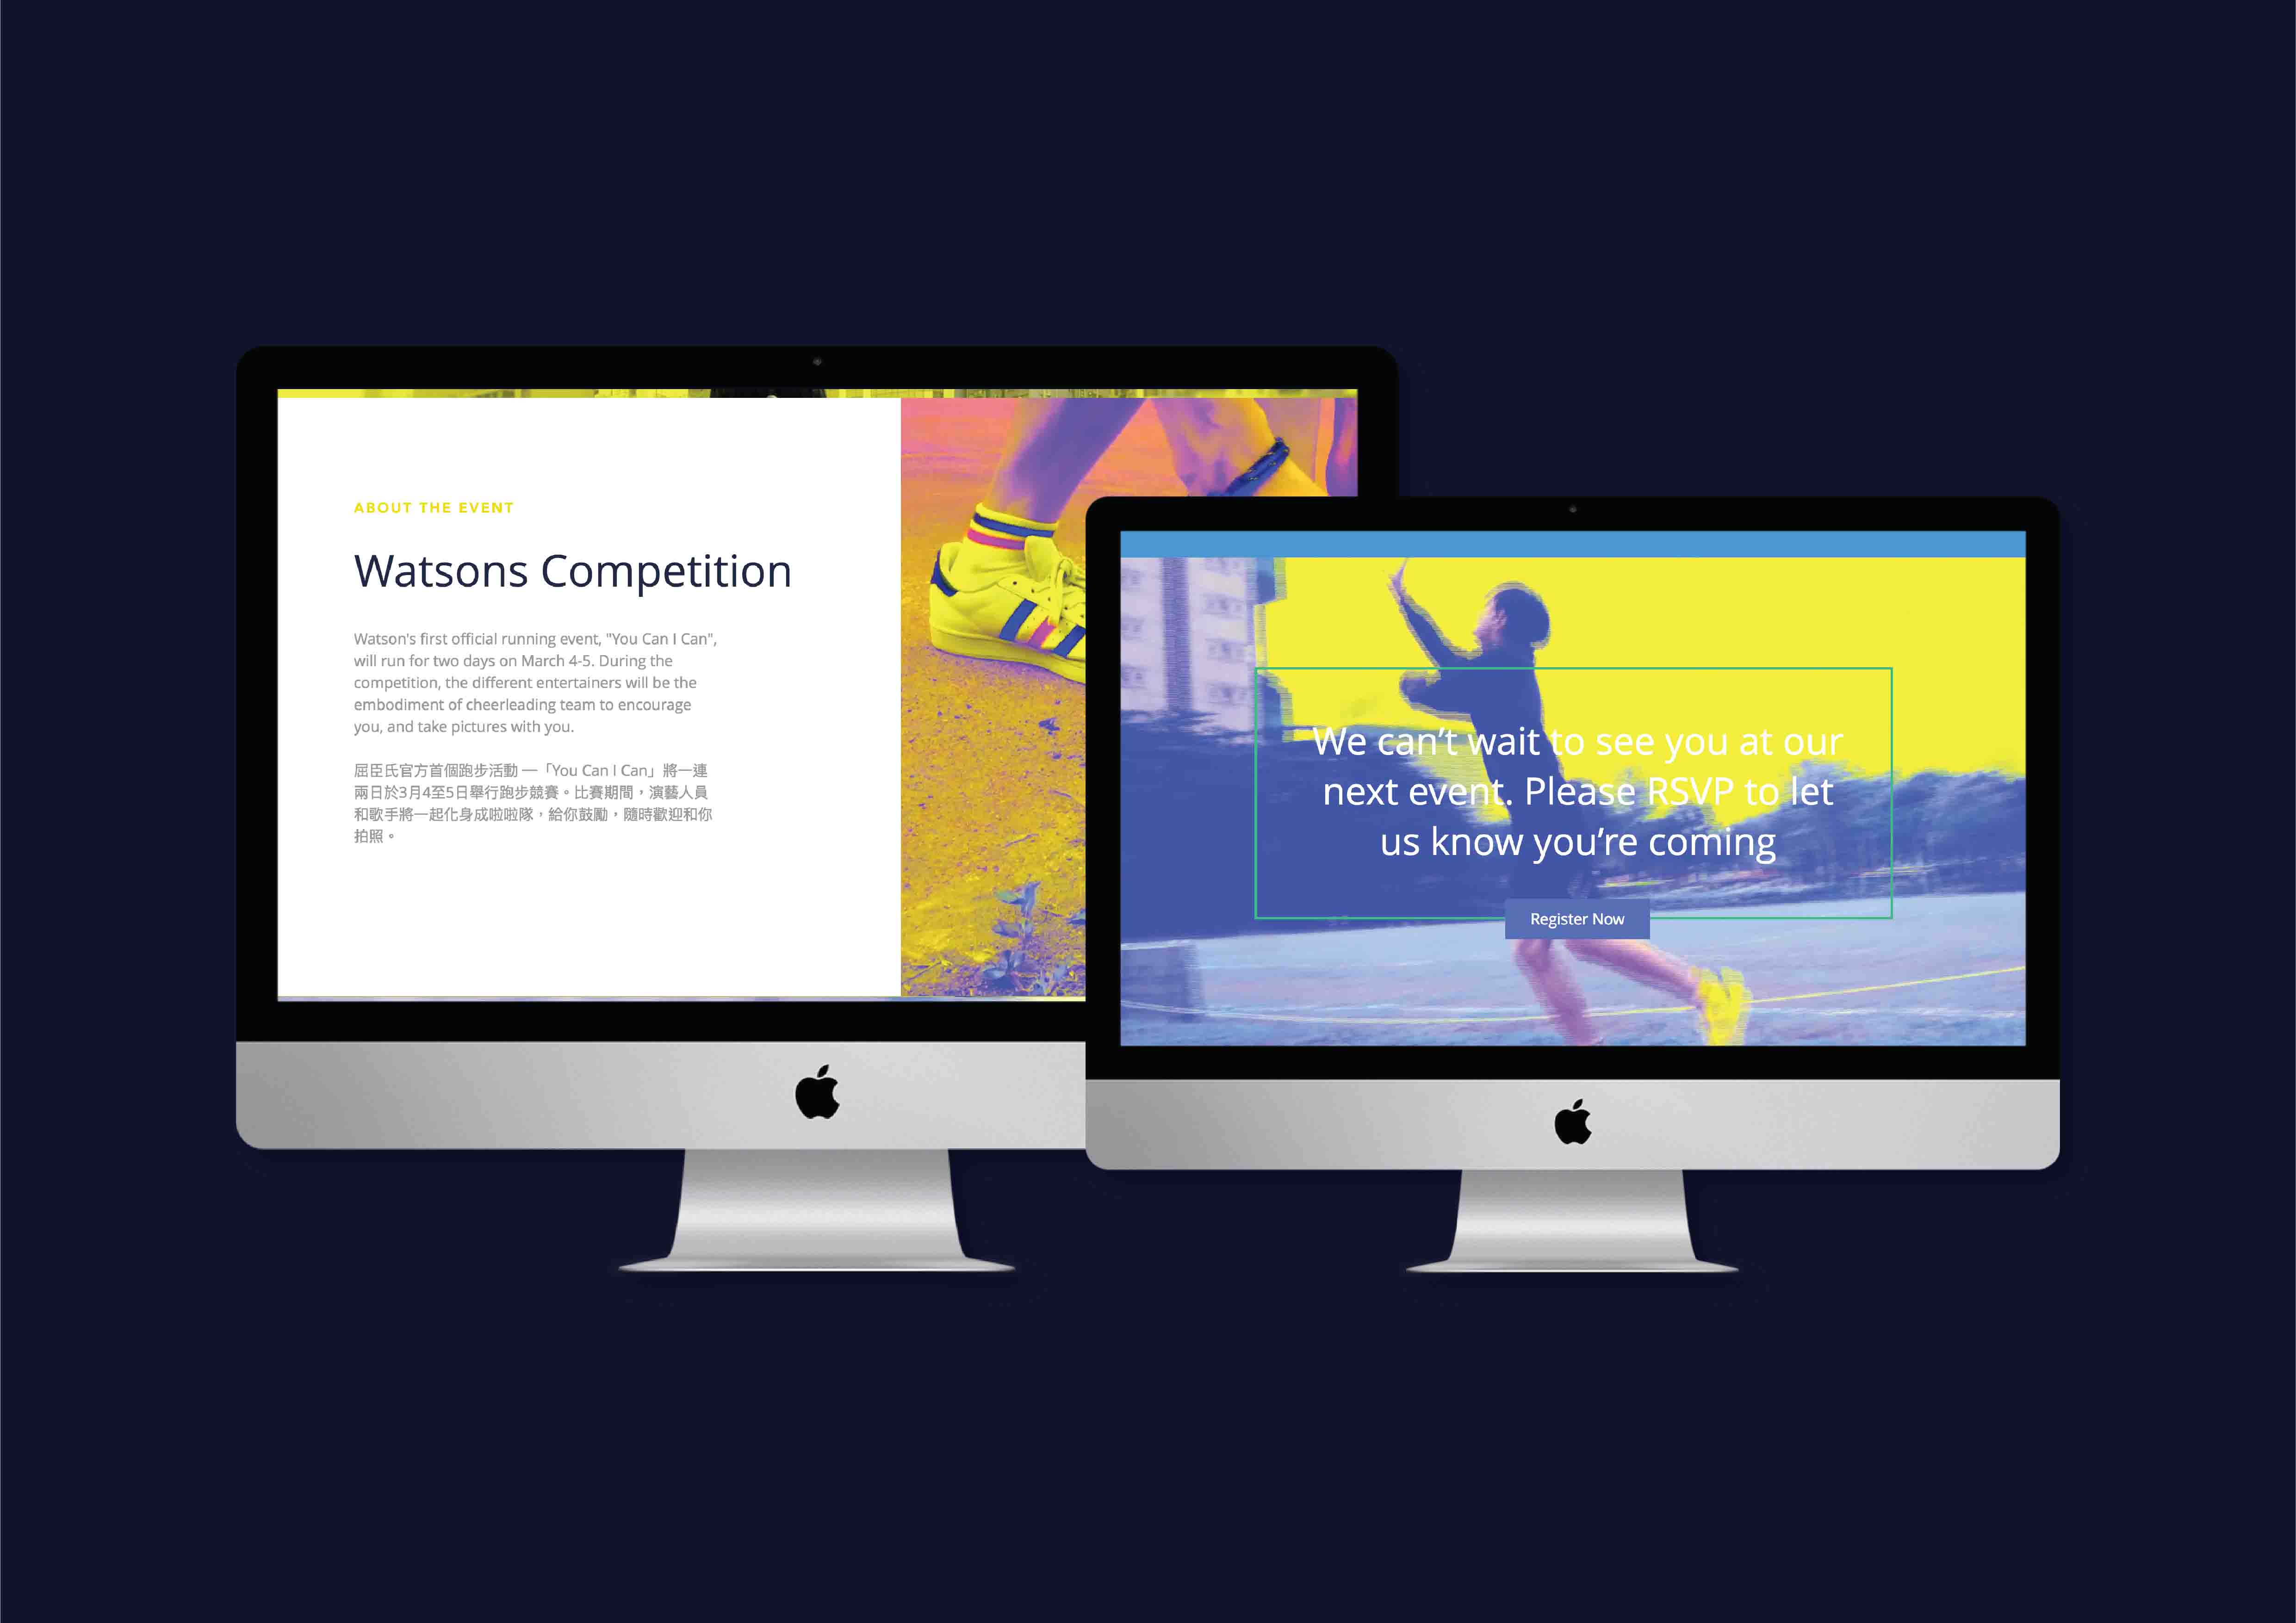 ABOUT THE EVENT
Watsons Competition
Watson's first official running event, "You Can I Can",
will run for two days on March 4-5. During the
competition, the different entertainers will be the
embodiment of cheerleading team to encourage
you, and take pictures with you.
屈臣氏官方首個跑步活動 —「You Can I Can」將一連
兩日於3月4至5日舉行跑步競賽。比賽期間，演藝人員
和歌手將一起化身成啦啦隊，給你鼓勵，隨時歡迎和你
拍照。
We can’t wait to see you at our
next event. Please RSVP to let
us know you’re coming
Register Now